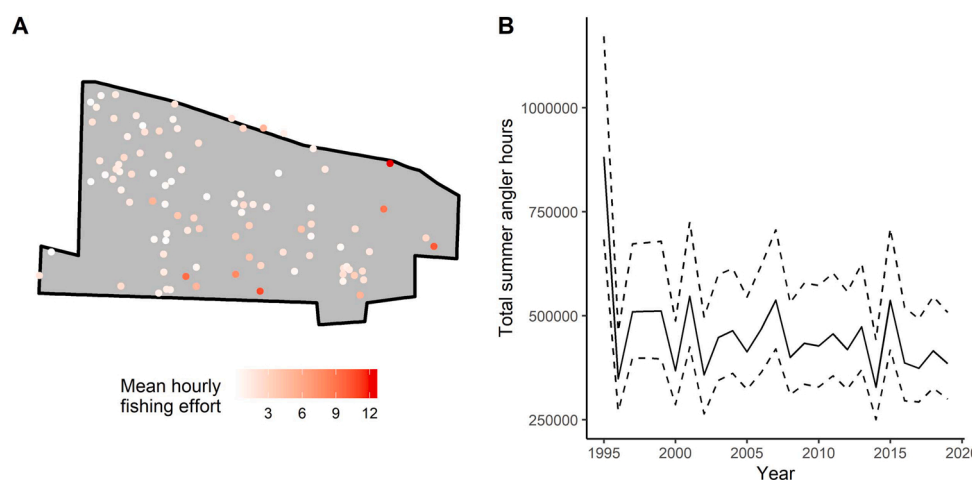 A
Mean hourly
fishing effort
3 6 9 12
B
Total summer angler hours
1000000
750000
500000
250000
1995 2000 2005 2010 2015 2020
Year